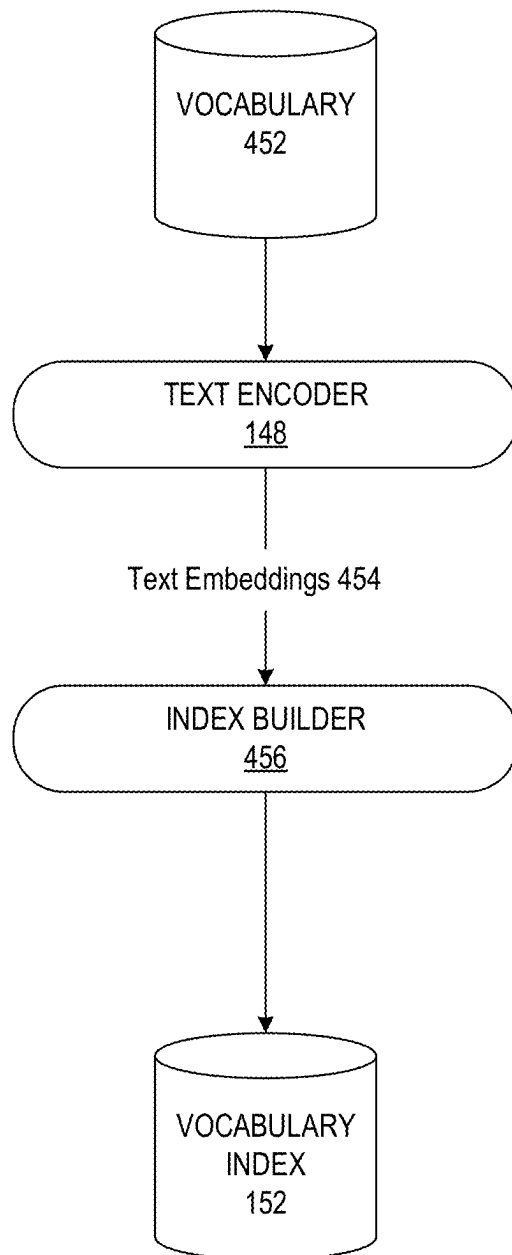 VOCABULARY
452
TEXT ENCODER
148
Text Embeddings 454
INDEX BUILDER
456
VOCABULARY
INDEX
152